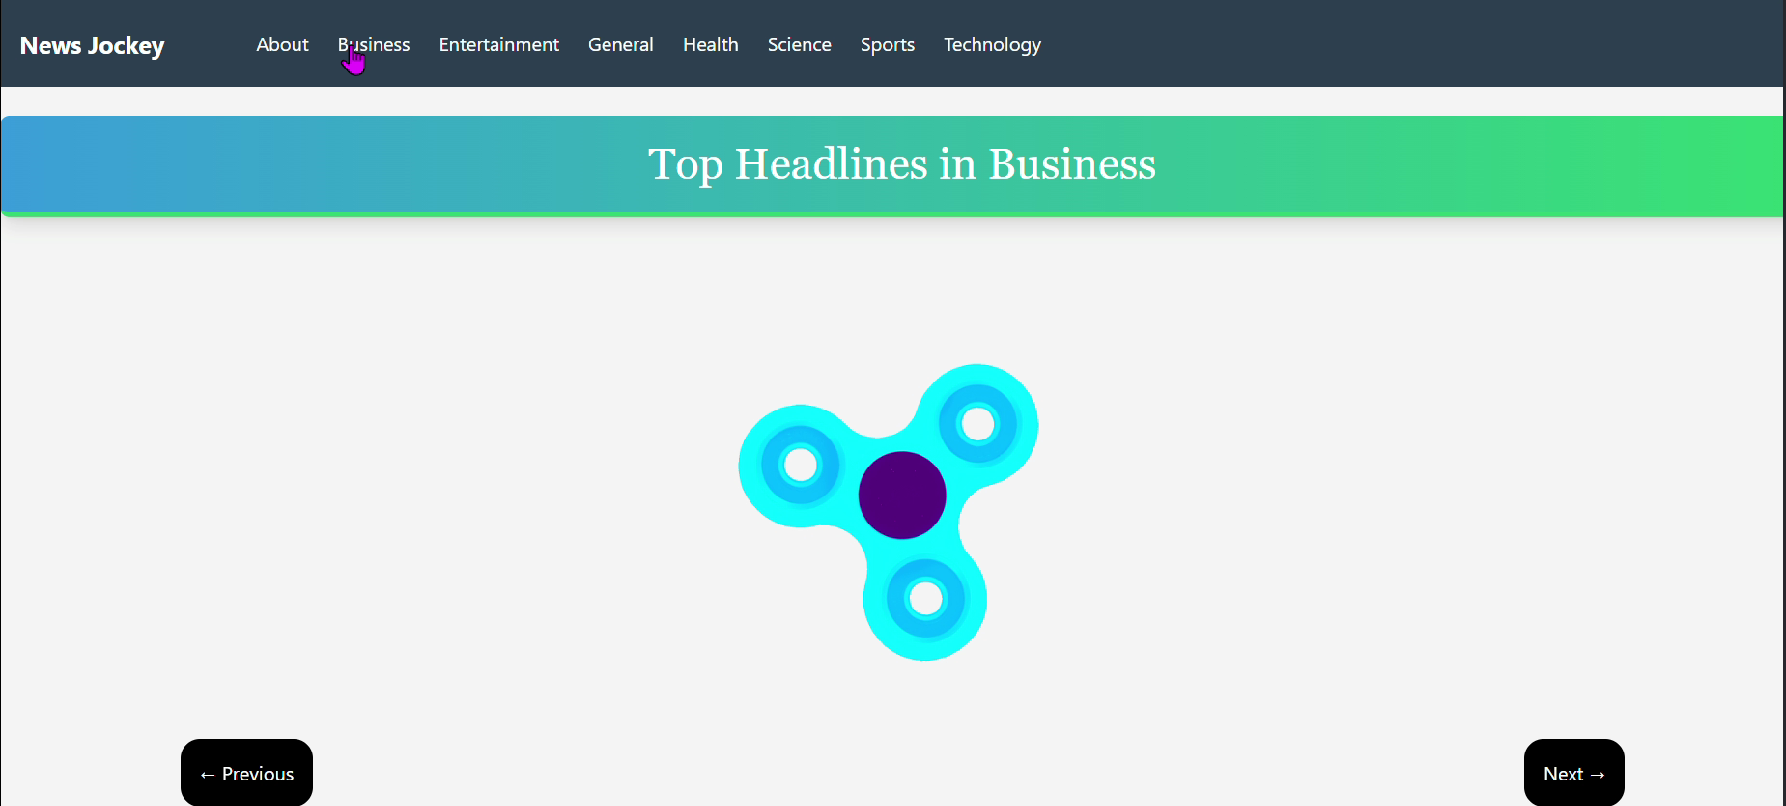 News Jockey About Business Entertainment General Health Science Sports Technology
Top Headlines in Business
← Previous Next →